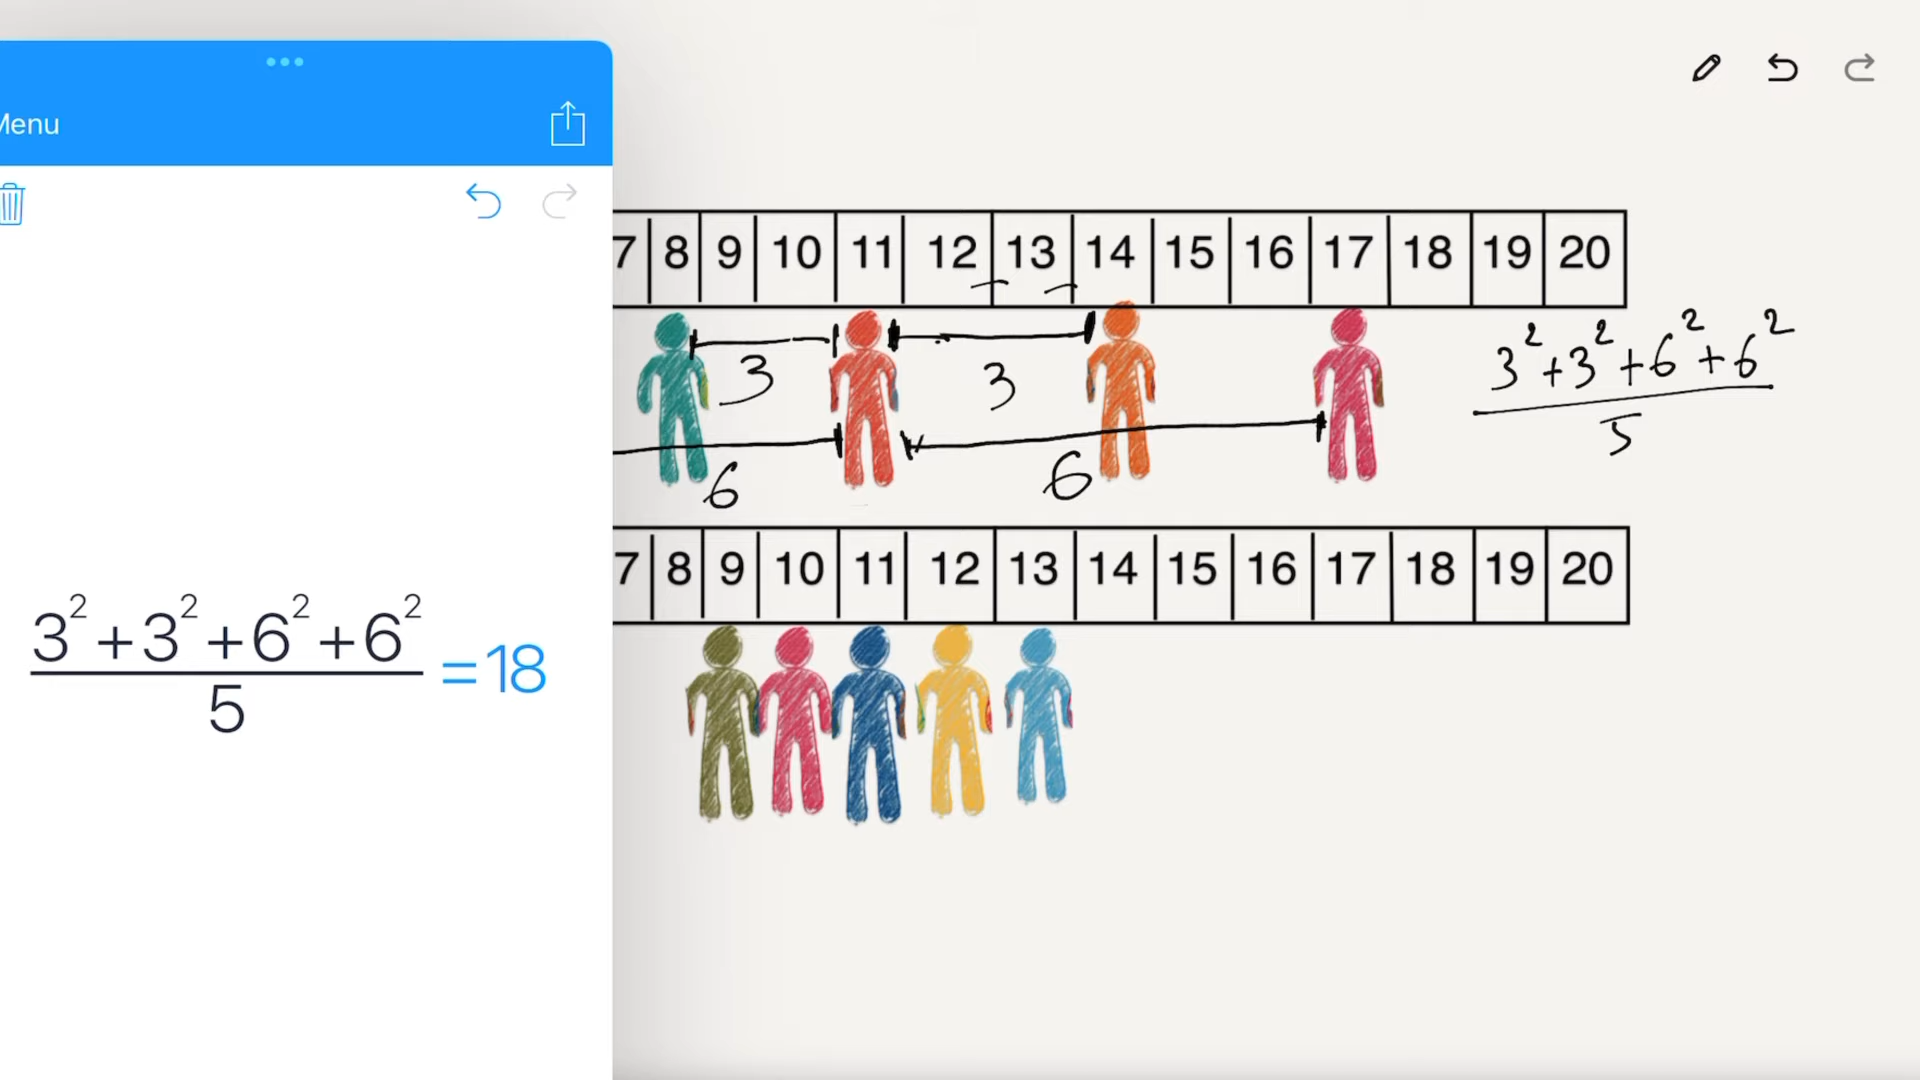 Menu
7 8 9 10 11 12 13 14 15 16 17 18 19 20
3 3
6 6
3² + 3² + 6² + 6²
5
7 8 9 10 11 12 13 14 15 16 17 18 19 20
3² + 3² + 6² + 6²
5
=18